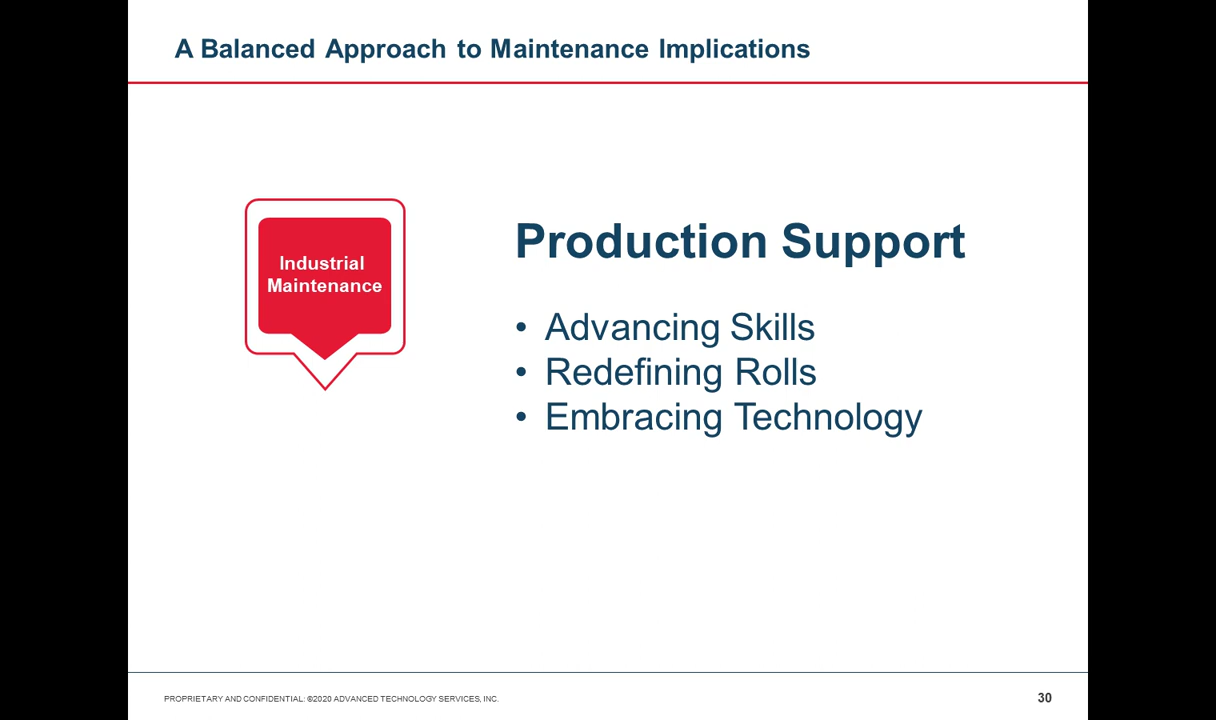 A Balanced Approach to Maintenance Implications
Industrial
Maintenance
Production Support
• Advancing Skills
• Redefining Rolls
• Embracing Technology
PROPRIETARY AND CONFIDENTIAL: ©2020 ADVANCED TECHNOLOGY SERVICES, INC.
30